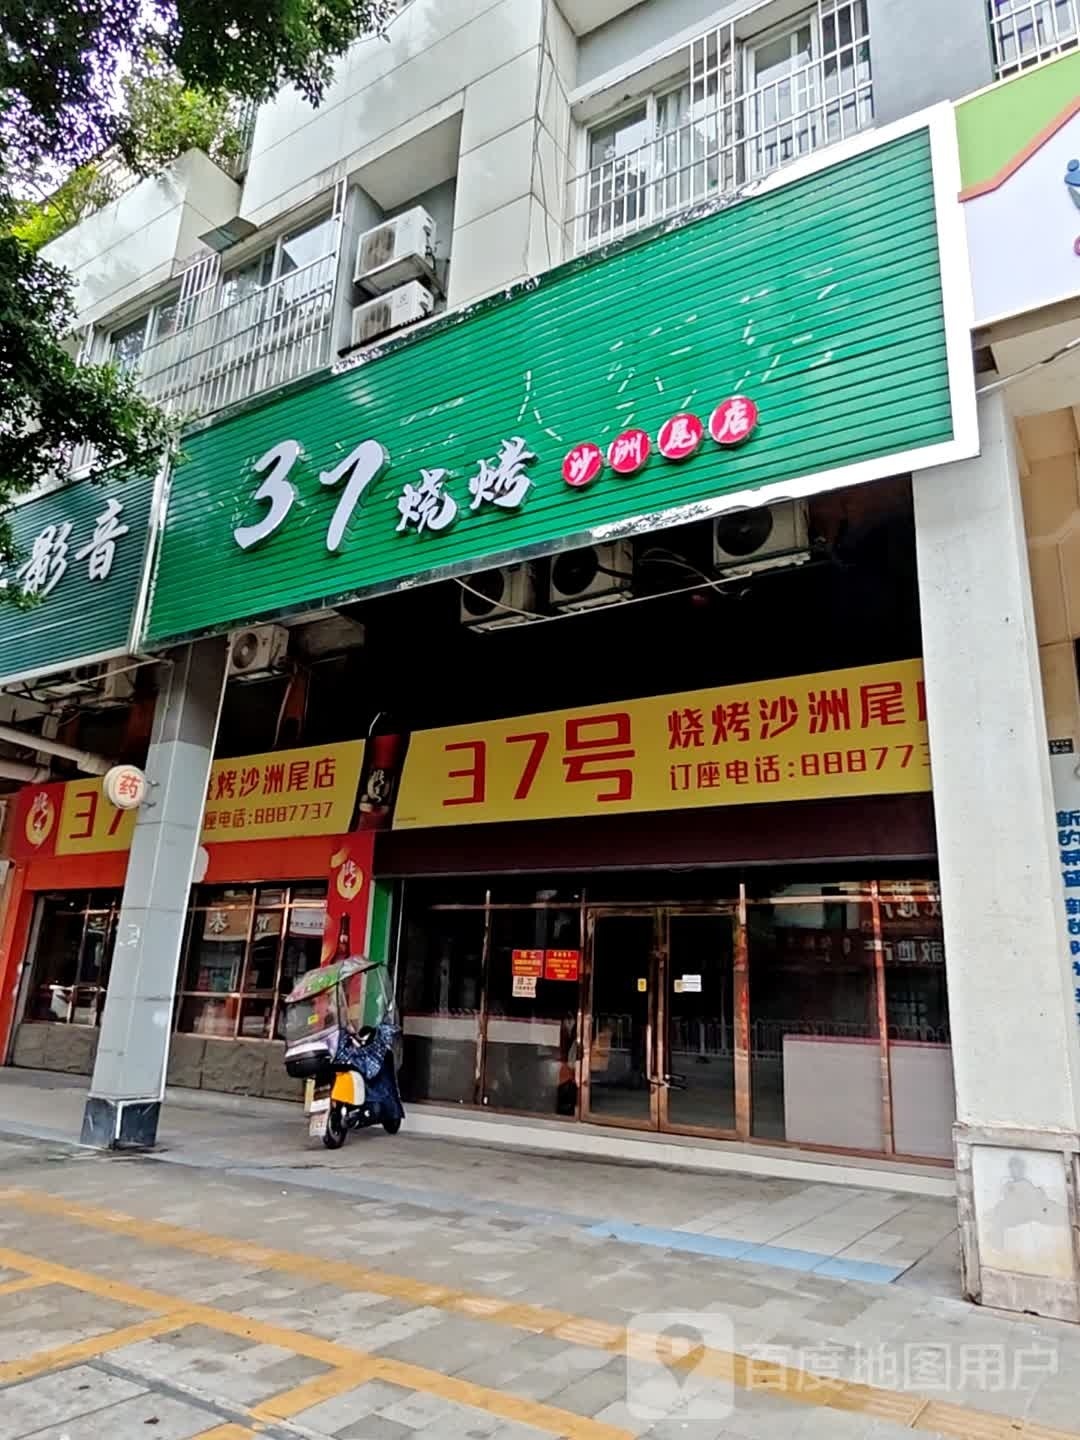 37烧烤 沙洲尾店
影音
37号
烧烤沙洲尾店
订座电话:888773
37
烤沙洲尾店
座电话:8887737
药
百度地图用户